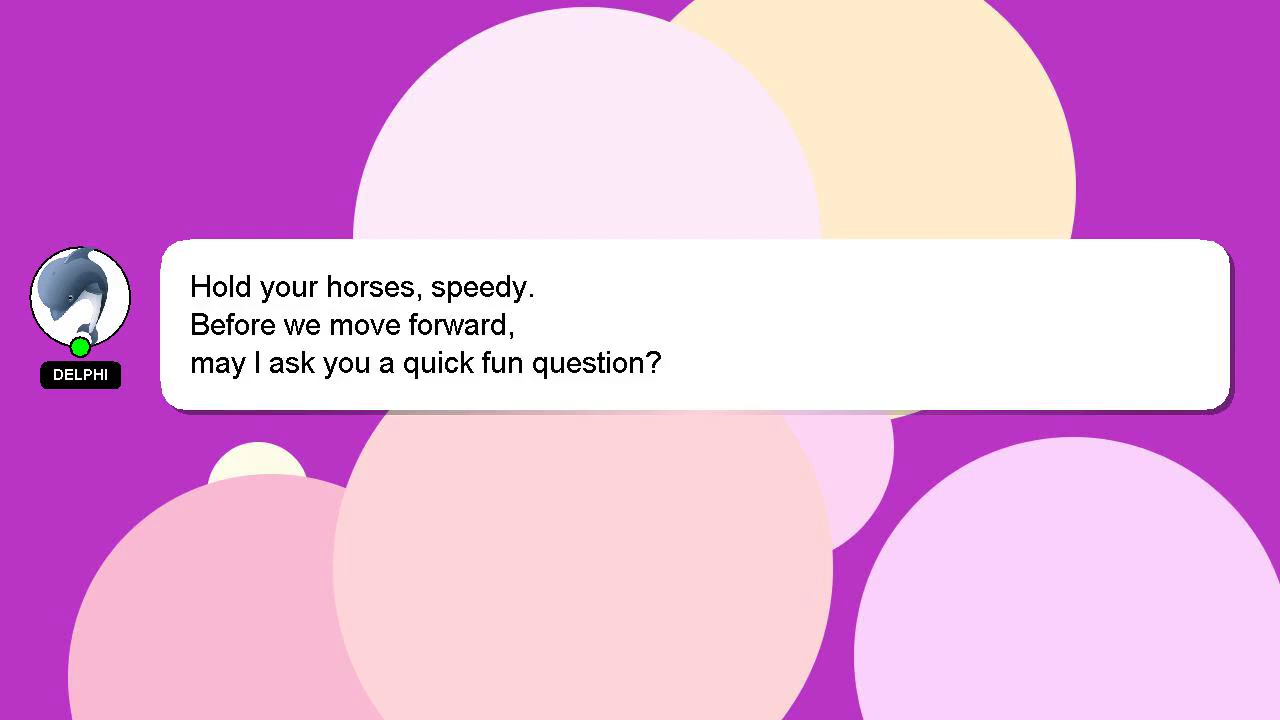 Hold your horses, speedy.
Before we move forward,
may I ask you a quick fun question?
DELPHI